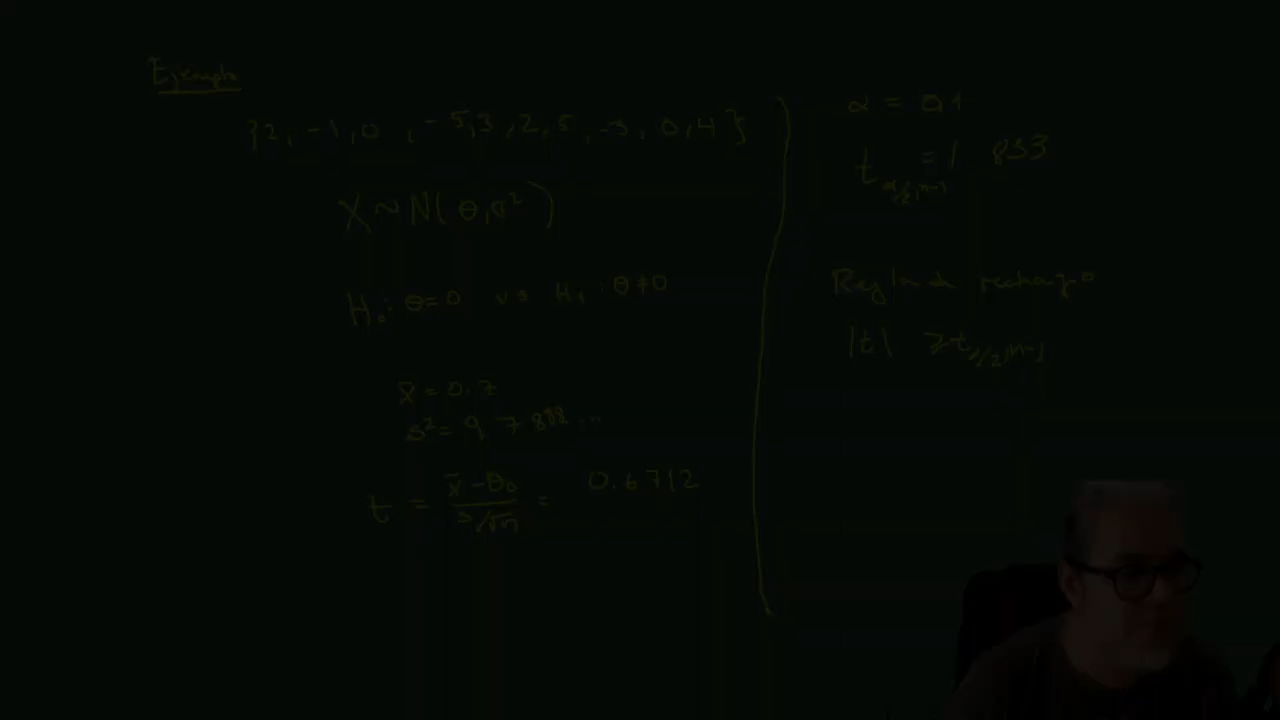 Ejemplo
{2, -1, 0, -5, 3, 2, 5, -3, 0, 4}
X ~ N(θ, σ²)
H₀: θ=0 vs H₁: θ≠0
x̄ = 0.7
s² = 9.7888...
t = (x̄ - θ₀)/(s/√n) = 0.6712
α = 0.1
t_{α/2, n-1} = 1.833
Regla de rechazo
|t| ≥ t_{α/2, n-1}